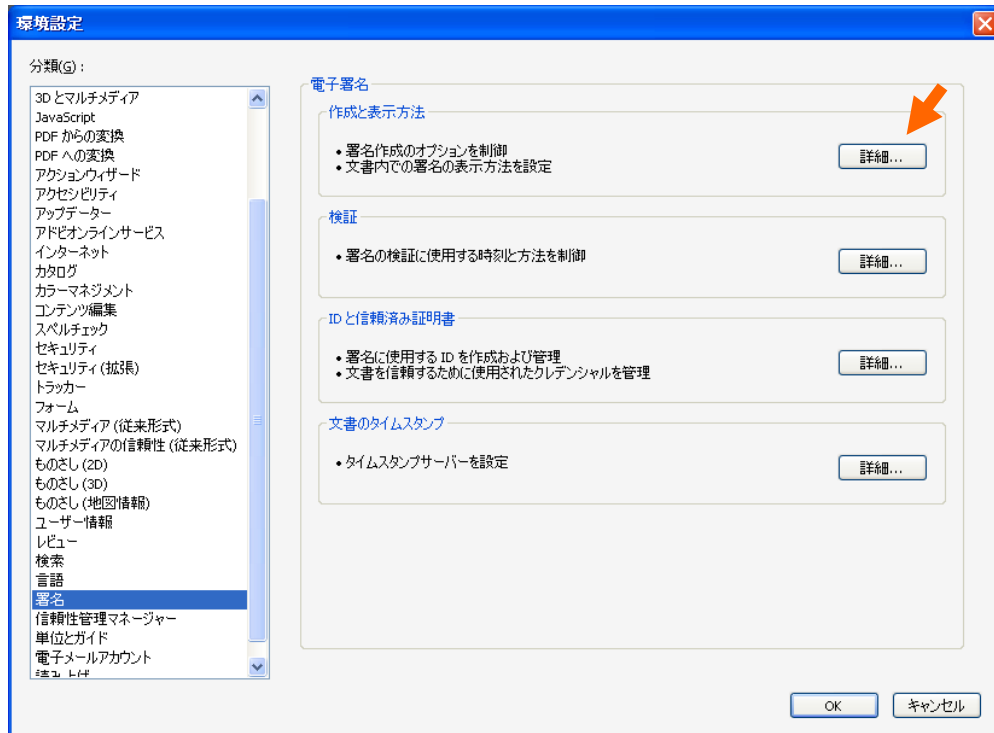 環境設定
分類(G):
3D とマルチメディア
JavaScript
PDF からの変換
PDF への変換
アクションウィザード
アクセシビリティ
アップデーター
アドビオンラインサービス
インターネット
カタログ
カラーマネジメント
コンテンツ編集
スペルチェック
セキュリティ
セキュリティ (拡張)
トラッカー
フォーム
マルチメディア (従来形式)
マルチメディアの信頼性 (従来形式)
ものさし (2D)
ものさし (3D)
ものさし (地図情報)
ユーザー情報
レビュー
検索
言語
署名
信頼性管理マネージャー
単位とガイド
電子メールアカウント
読み上げ
電子署名
作成と表示方法
• 署名作成のオプションを制御
• 文書内での署名の表示方法を設定
詳細...
検証
• 署名の検証に使用する時刻と方法を制御
詳細...
ID と信頼済み証明書
• 署名に使用する ID を作成および管理
• 文書を信頼するために使用されたクレデンシャルを管理
詳細...
文書のタイムスタンプ
• タイムスタンプサーバーを設定
詳細...
OK
キャンセル